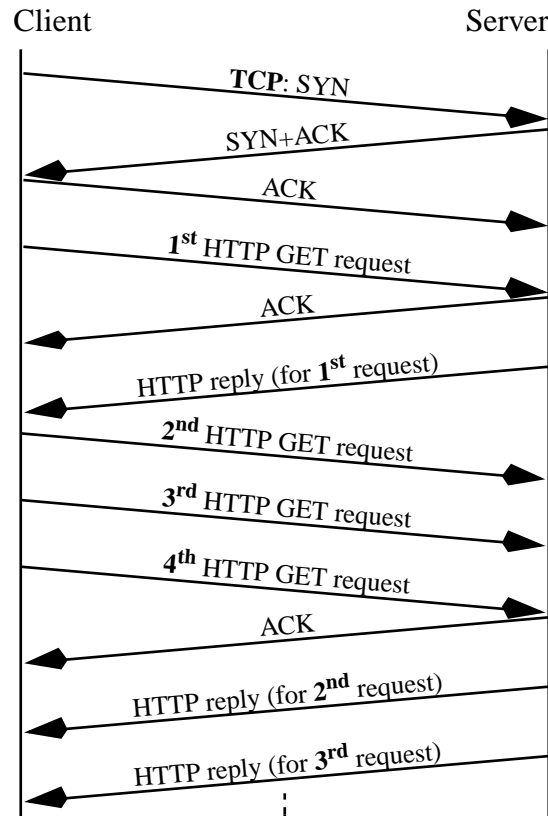 Client Server
TCP: SYN
SYN+ACK
ACK
1st HTTP GET request
ACK
HTTP reply (for 1st request)
2nd HTTP GET request
3rd HTTP GET request
4th HTTP GET request
ACK
HTTP reply (for 2nd request)
HTTP reply (for 3rd request)